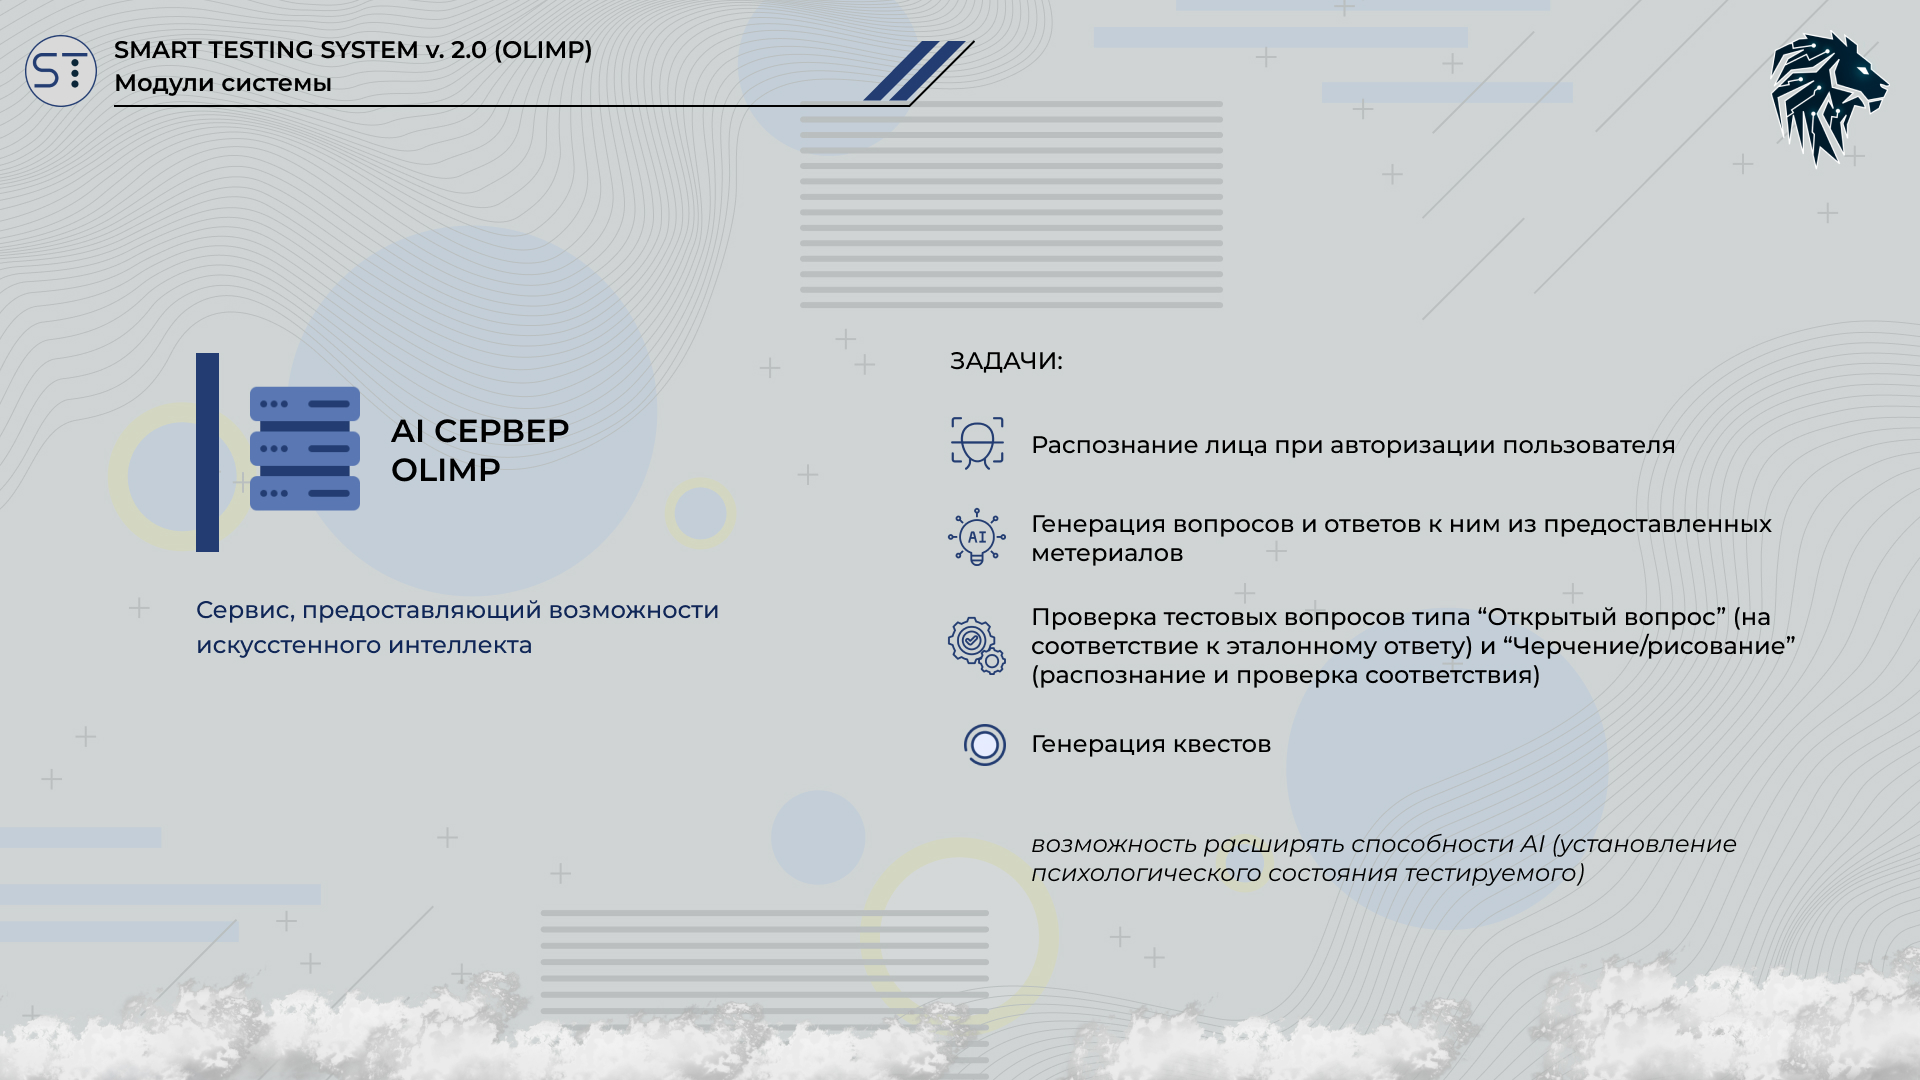 ST
SMART TESTING SYSTEM v. 2.0 (OLIMP)
Модули системы
AI СЕРВЕР
OLIMP
Сервис, предоставляющий возможности
искусстенного интеллекта
ЗАДАЧИ:
Распознание лица при авторизации пользователя
AI
Генерация вопросов и ответов к ним из предоставленных
метериалов
Проверка тестовых вопросов типа “Открытый вопрос” (на
соответствие к эталонному ответу) и “Черчение/рисование”
(распознание и проверка соответствия)
Генерация квестов
возможность расширять способности AI (установление
психологического состояния тестируемого)